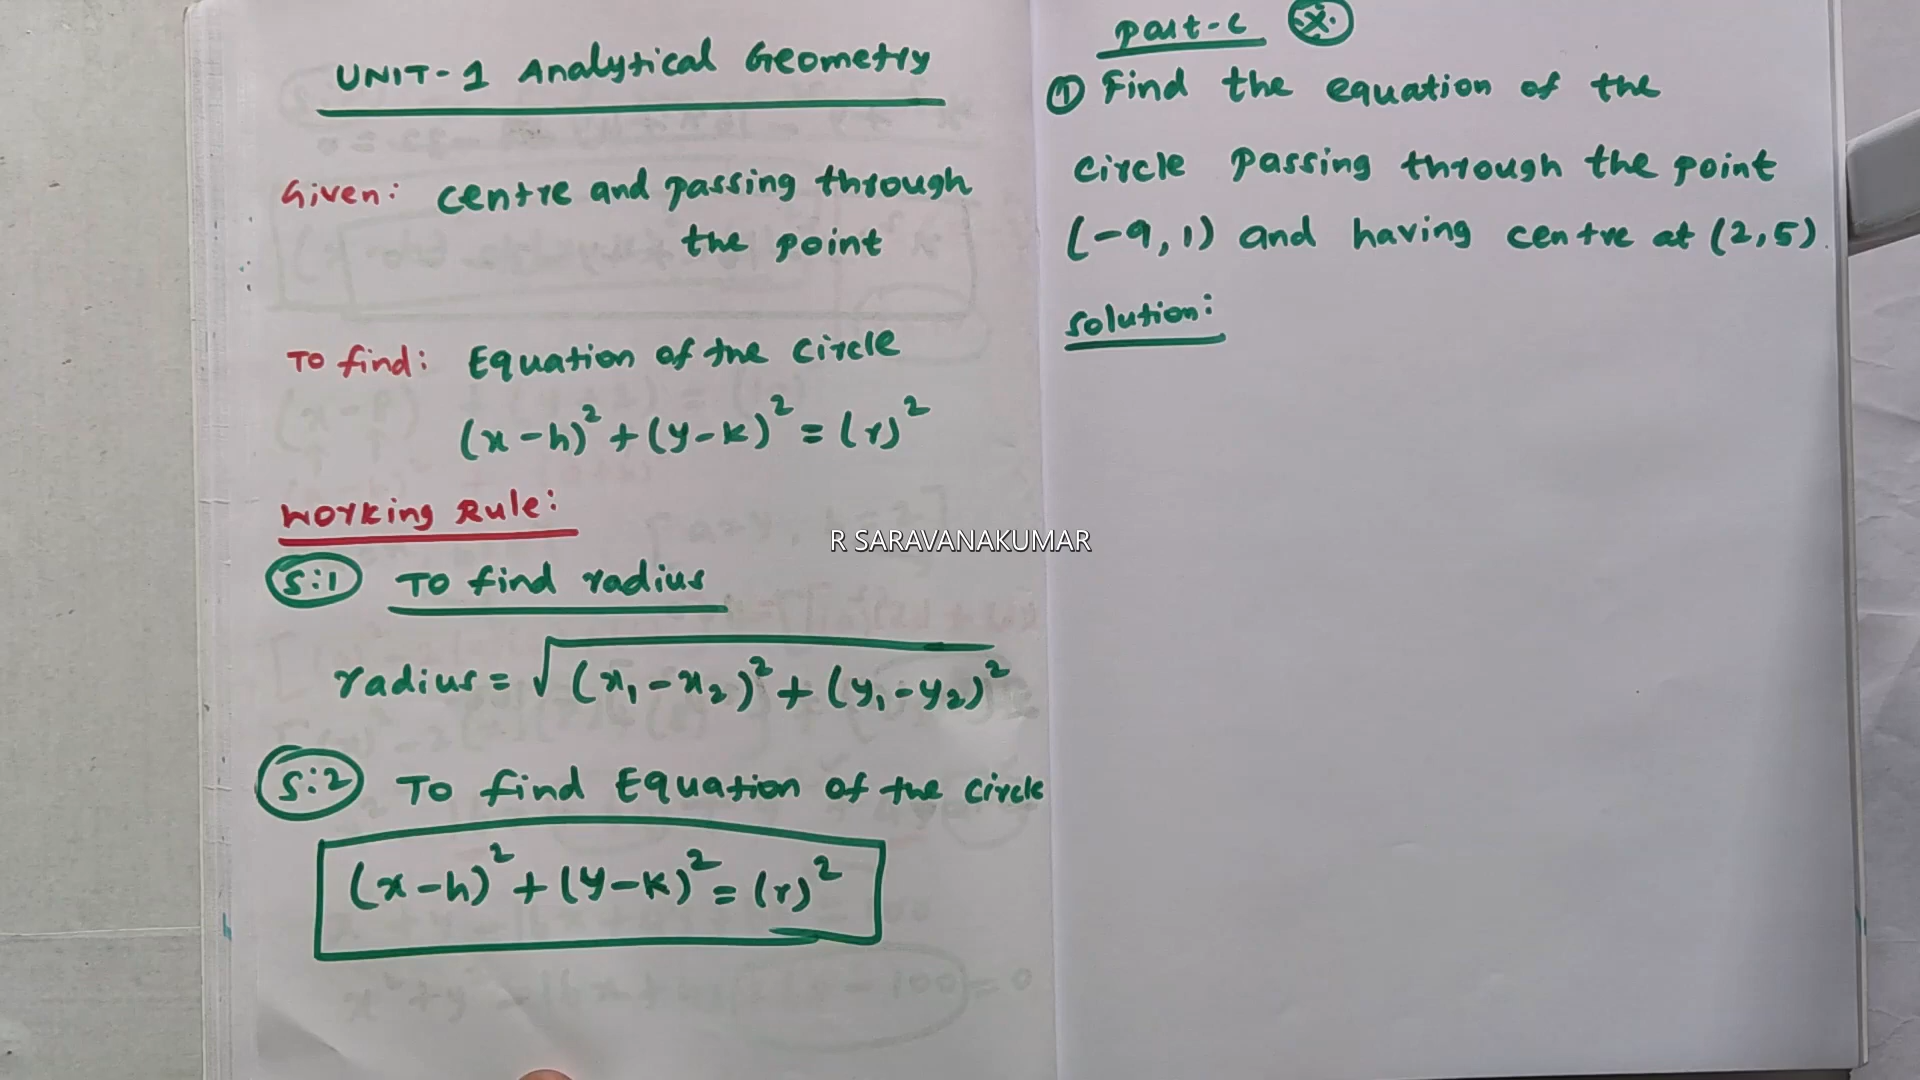 UNIT-1 Analytical Geometry
Given: centre and passing through
the point
To find: Equation of the circle
(x-h)² + (y-k)² = (r)²
Working Rule:
S:1 To find radius
radius = √(x₁-x₂)² + (y₁-y₂)²
S:2 To find Equation of the circle
(x-h)² + (y-k)² = (r)²
Part-C X.
① Find the equation of the
circle passing through the point
(-9,1) and having centre at (2,5).
Solution:
R SARAVANAKUMAR